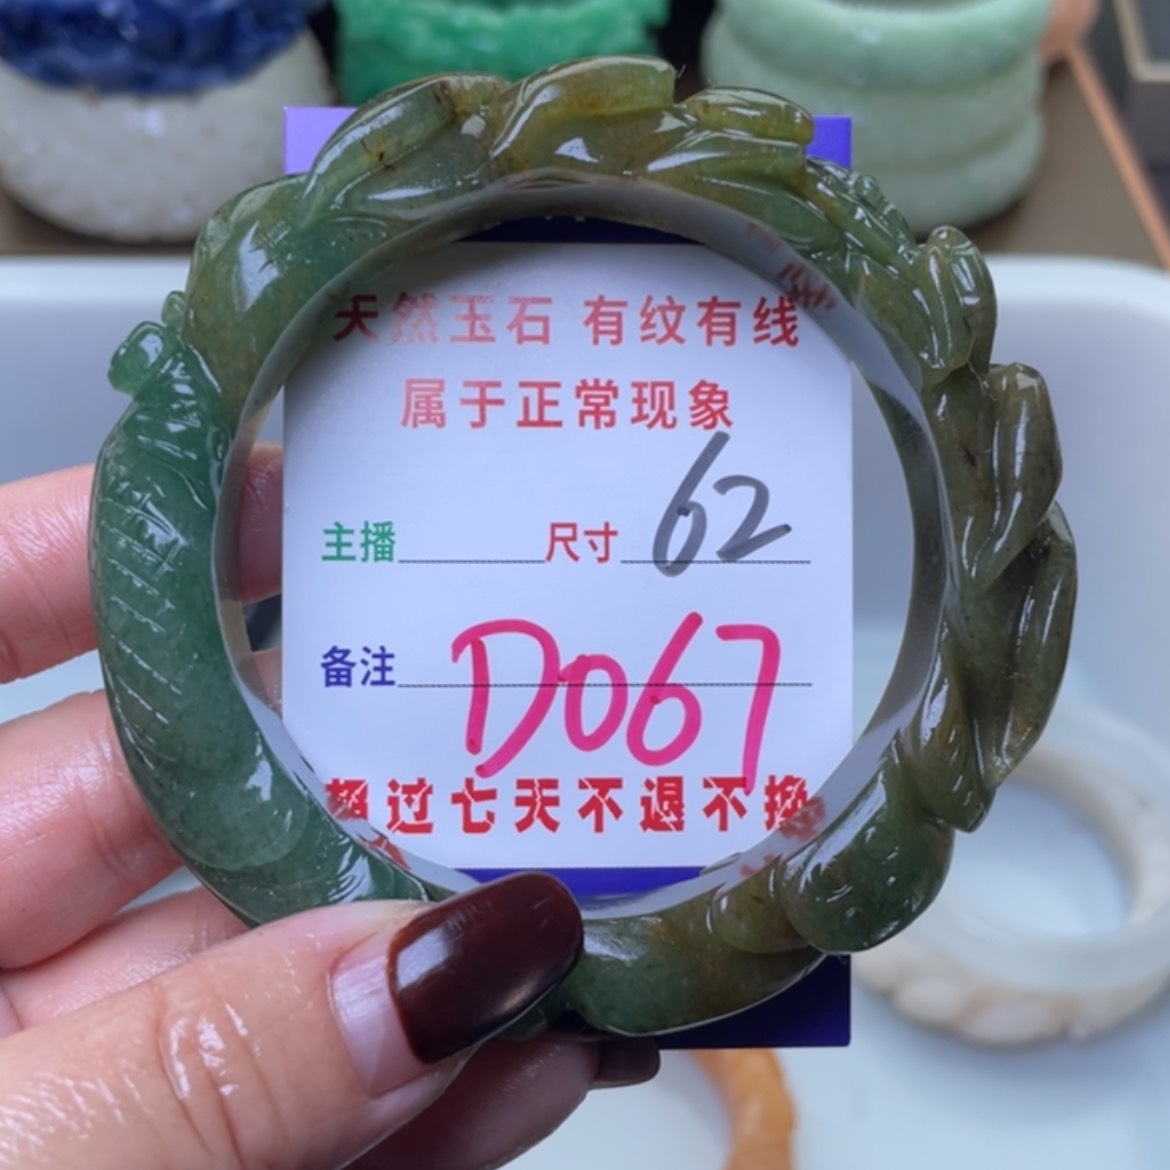 天然玉石 有纹有线
属于正常现象
主播 尺寸 62
备注 D067
超过七天不退不换